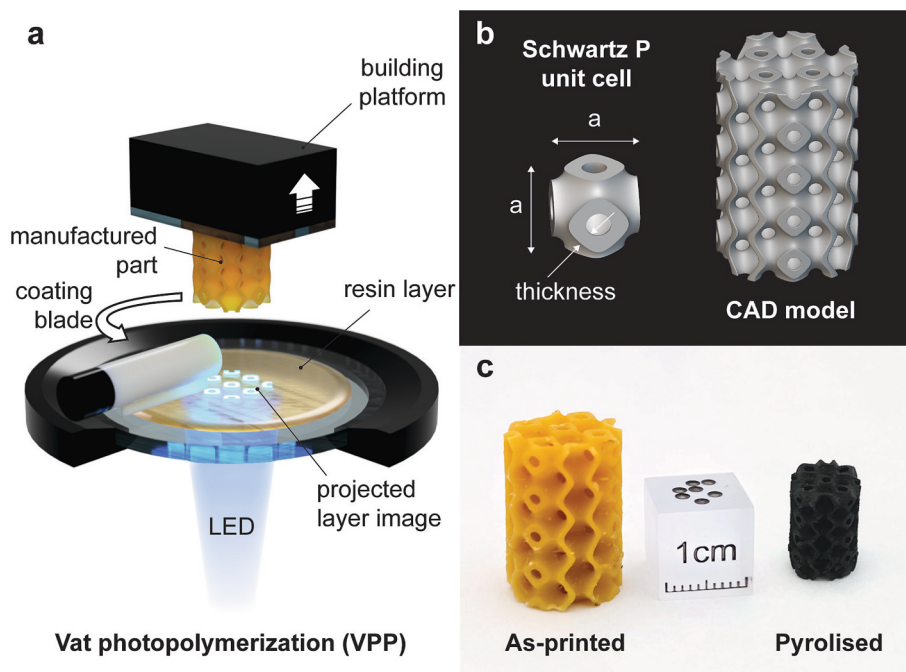 a
building
platform
manufactured
part
coating
blade
resin layer
projected
layer image
LED
Vat photopolymerization (VPP)
b
Schwartz P
unit cell
a
a
thickness
CAD model
c
1cm
As-printed
Pyrolised